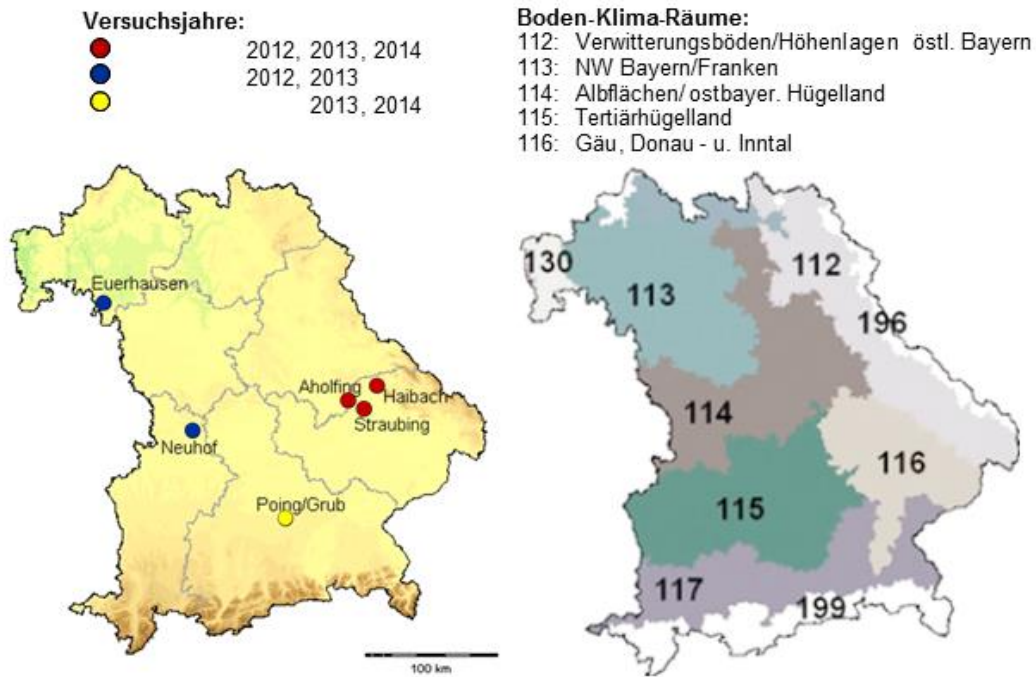 Versuchsjahre:
2012, 2013, 2014
2012, 2013
2013, 2014
Boden-Klima-Räume:
112: Verwitterungsböden/Höhenlagen östl. Bayern
113: NW Bayern/Franken
114: Albflächen/ ostbayer. Hügelland
115: Tertiärhügelland
116: Gäu, Donau - u. Inntal
Euerhausen
Aholfing
Haibach
Straubing
Neuhof
Poing/Grub
100 km
130
113
112
196
114
116
115
117
199